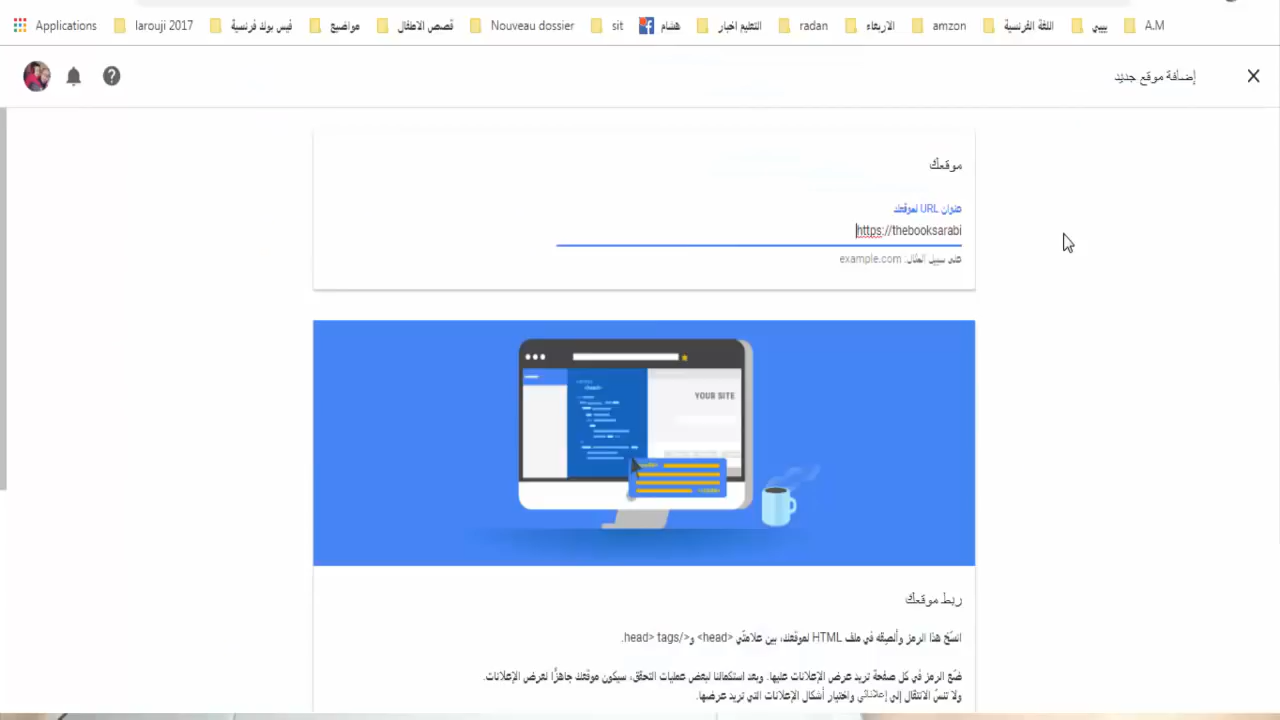 Applications larouji 2017 فيس بوك فرنسية مواضيع قصص الاطفال Nouveau dossier sit هشام التعليم اخبار radan الاربعاء amzon اللغة الفرنسية بيبي A.M
إضافة موقع جديد
موقعك
عنوان URL لموقعك
https://thebooksarabi
على سبيل المثال: example.com
YOUR SITE
ربط موقعك
انسَخ هذا الرمز وألصِقه في ملف HTML لموقعك، بين علامتَي <head> و</head> tags.
ضَع الرمز في كل صفحة تريد عرض الإعلانات عليها. وبعد استكمالنا لبعض عمليات التحقق، سيكون موقعك جاهزًا لعرض الإعلانات.
ولا تنسَ الانتقال إلى إعلاناتي واختيار أشكال الإعلانات التي تريد عرضها.